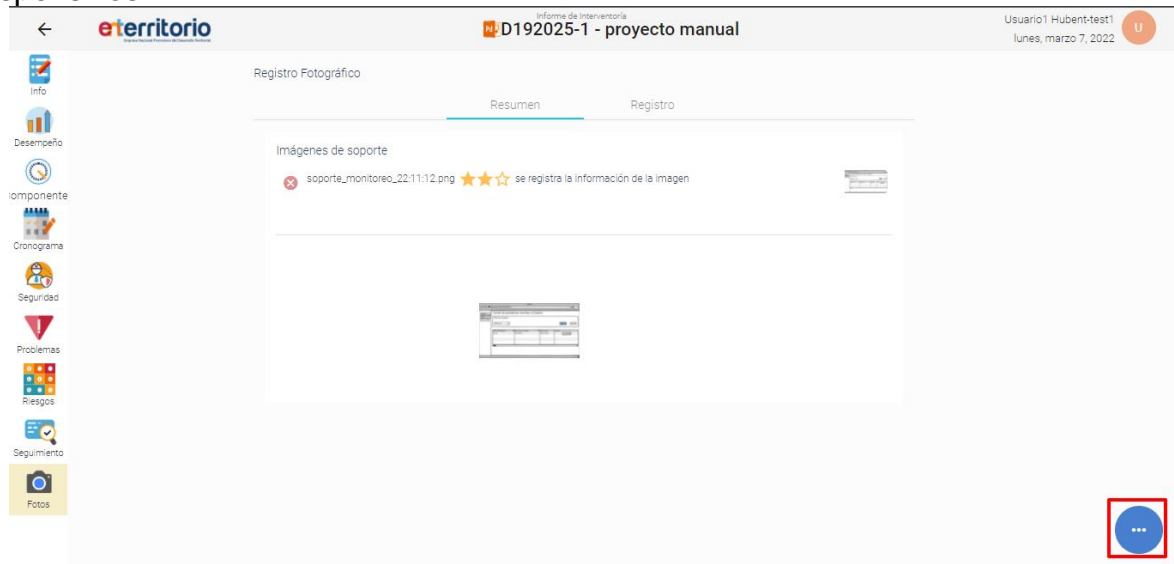 ←
eterritorio
Informe de Interventoría
D192025-1 - proyecto manual
Usuario1 Hubent-test1
lunes, marzo 7, 2022
U
Info
Desempeño
omponente
Cronograma
Seguridad
Problemas
Riesgos
Seguimiento
Fotos
Registro Fotográfico
Resumen Registro
Imágenes de soporte
soporte_monitoreo_22:11:12.png se registra la información de la imagen